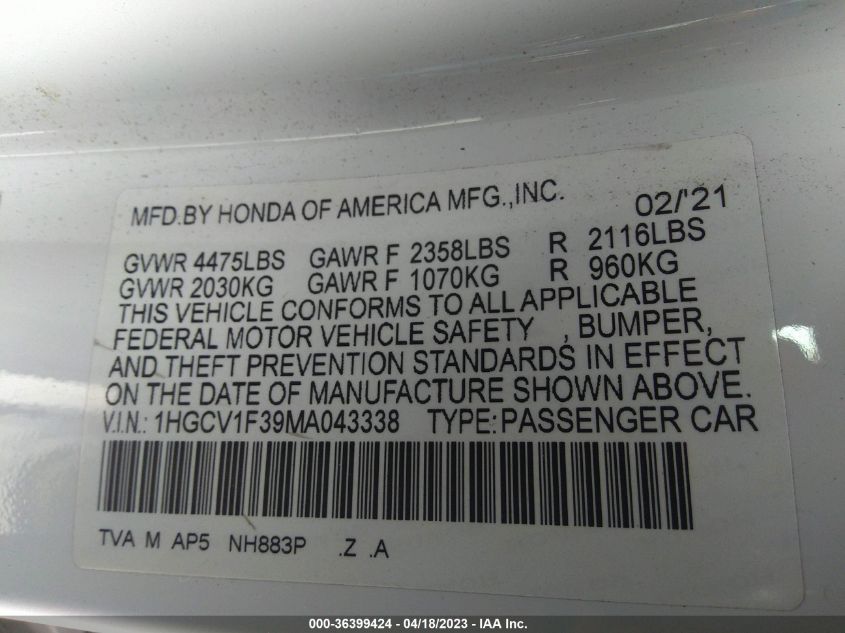 MFD.BY HONDA OF AMERICA MFG.,INC. 02/'21
GVWR 4475LBS GAWR F 2358LBS R 2116LBS
GVWR 2030KG GAWR F 1070KG R 960KG
THIS VEHICLE CONFORMS TO ALL APPLICABLE
FEDERAL MOTOR VEHICLE SAFETY , BUMPER,
AND THEFT PREVENTION STANDARDS IN EFFECT
ON THE DATE OF MANUFACTURE SHOWN ABOVE.
V.I.N.: 1HGCV1F39MA043338 TYPE:PASSENGER CAR
TVA M AP5 NH883P .Z .A
000-36399424 - 04/18/2023 - IAA Inc.